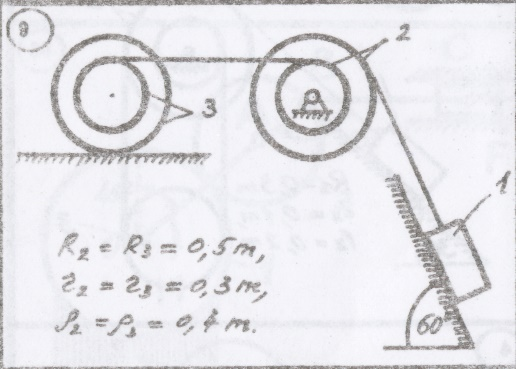 9
2
3
1
R₂ = R₃ = 0,5 m,
r₂ = r₃ = 0,3 m,
ρ₂ = ρ₃ = 0,4 m.
60°